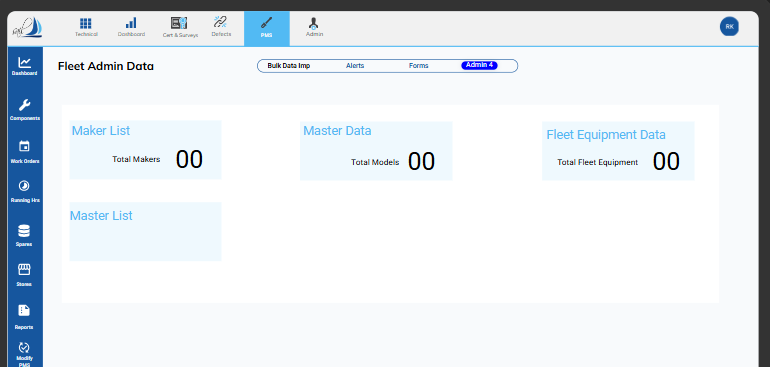 Technical
Dashboard
Cert & Surveys
Defects
PMS
Admin
RK
Fleet Admin Data
Bulk Data Imp
Alerts
Forms
Admin 4
Dashboard
Components
Work Orders
Running Hrs
Spares
Stores
Reports
Modify
PMS
Maker List
Total Makers 00
Master Data
Total Models 00
Fleet Equipment Data
Total Fleet Equipment 00
Master List